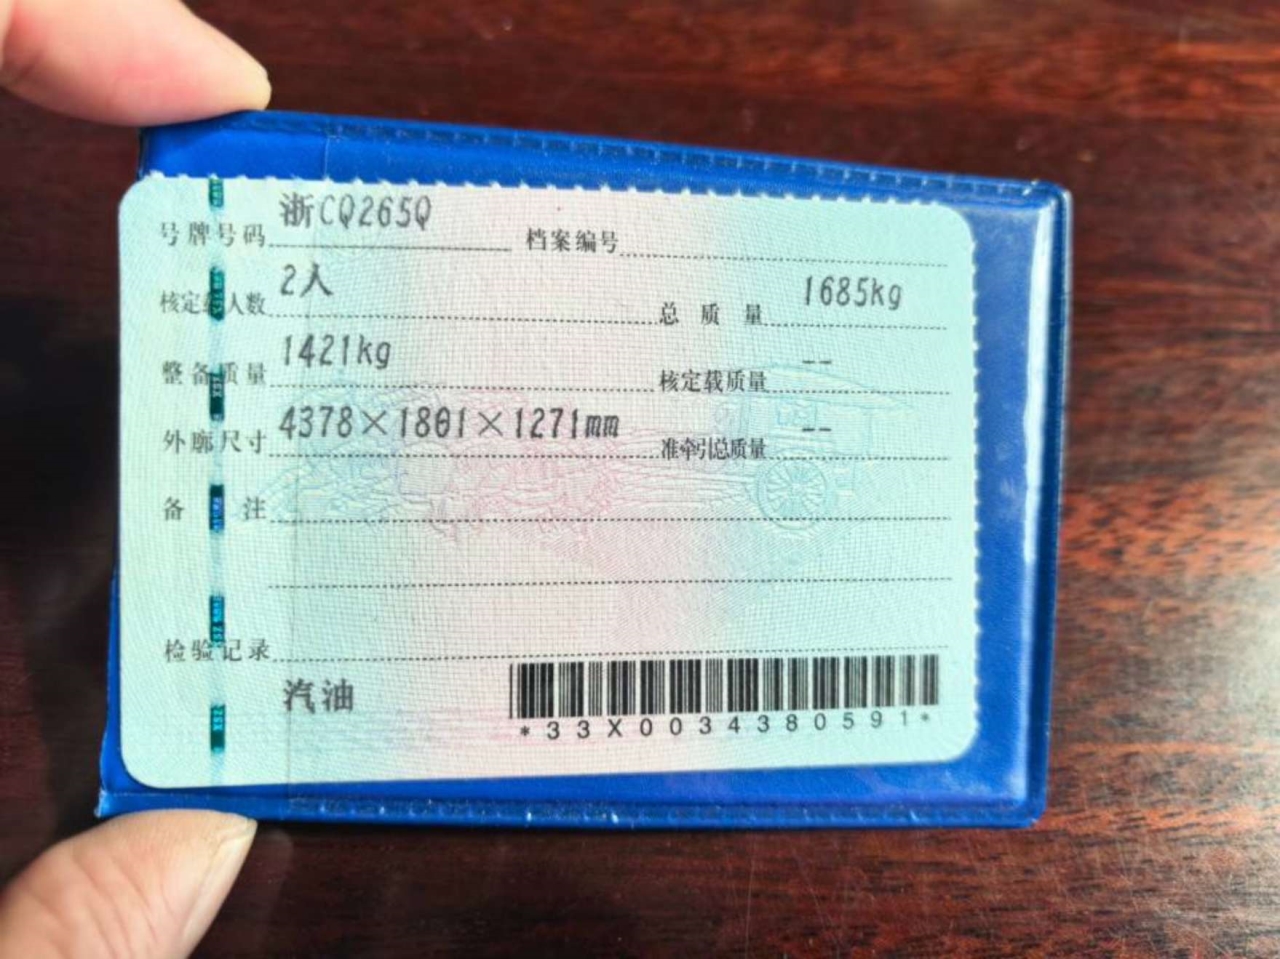 号牌号码 浙CQ265Q 档案编号
核定载人数 2人 总质量 1685kg
整备质量 1421kg 核定载质量 --
外廓尺寸 4378×1801×1271mm 准牵引总质量 --
备注
检验记录
汽油
*33X0034380591*